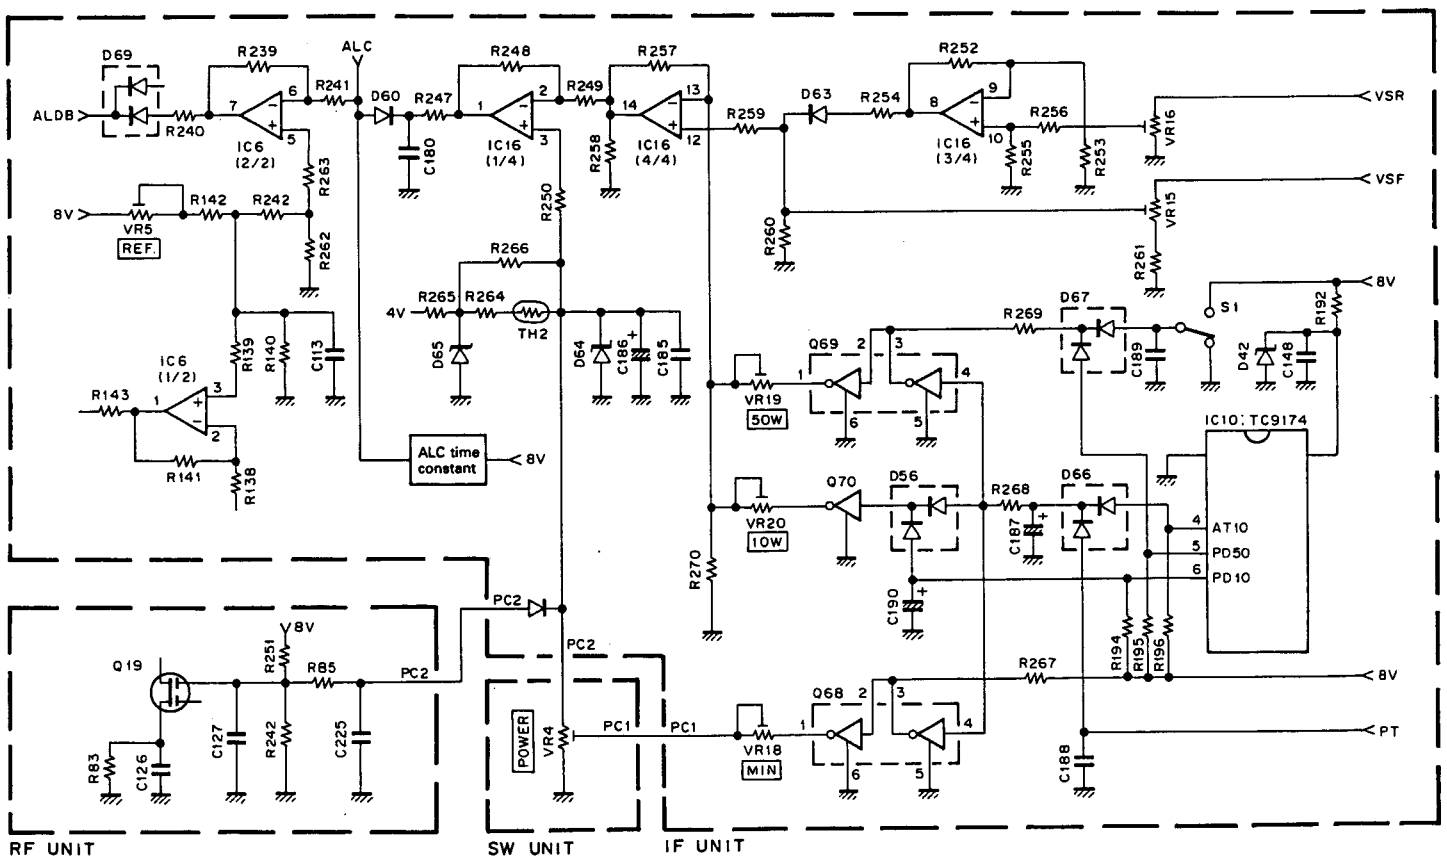 D69
R239
R241
ALC
D60
R247
R248
R249
R257
R259
D63
R254
R252
R256
VSR
VR16
ALDB
R240
7
6
5
IC6
(2/2)
C180
1
2
3
IC16
(1/4)
14
13
12
IC16
(4/4)
R258
8
9
10
IC16
(3/4)
R255
R253
VSF
VR15
R263
R250
8V
VR5
REF.
R142
R242
R262
R260
R261
R266
4V
R265
R264
TH2
D65
D64
C186
+
C185
R139
R140
C113
IC6
(1/2)
R143
1
3
2
R141
R138
ALC time
constant
8V
Q69
1
2
3
4
5
6
R269
D67
C189
S1
8V
R192
D42
C148
VR19
50W
IC10: TC9174
VR20
10W
Q70
D56
R268
C187
+
D66
4
AT10
5
PD50
6
PD10
R270
C190
+
R194
R195
R196
PC2
PC2
8V
R251
Q19
R85
PC2
R83
C126
C127
R242
C225
POWER
VR4
PC1
PC1
VR18
MIN
Q68
1
2
3
4
5
6
R267
8V
PT
C188
RF UNIT
SW UNIT
IF UNIT